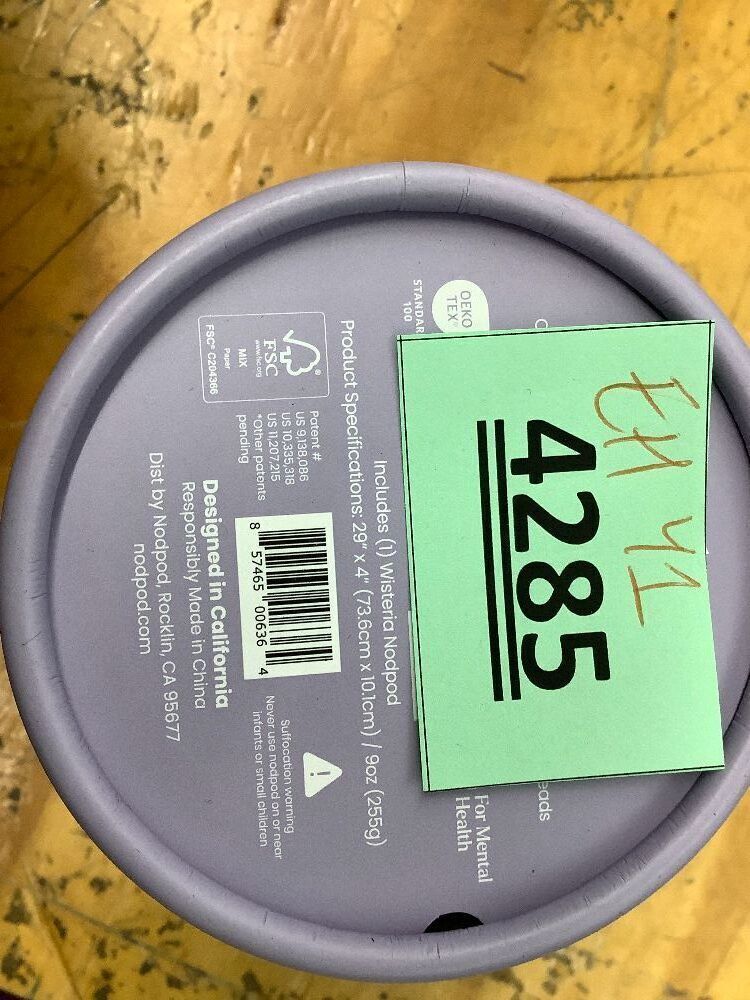 4285
OEKO
TEX®
STANDAR
100
eads
For Mental
Health
Includes (1) Wisteria Nodpod
Product Specifications: 29" x 4" (73.6cm x 10.1cm) / 9oz (255g)
FSC
www.fsc.org
MIX
Paper
FSC® C204366
Patent #
US 9,138,086
US 10,335,318
US 11,207,215
*Other patents
pending
8 57465 00636 4
Suffocation warning
Never use nodpod on or near
infants or small children
Designed in California
Responsibly Made in China
Dist by Nodpod, Rocklin, CA 95677
nodpod.com